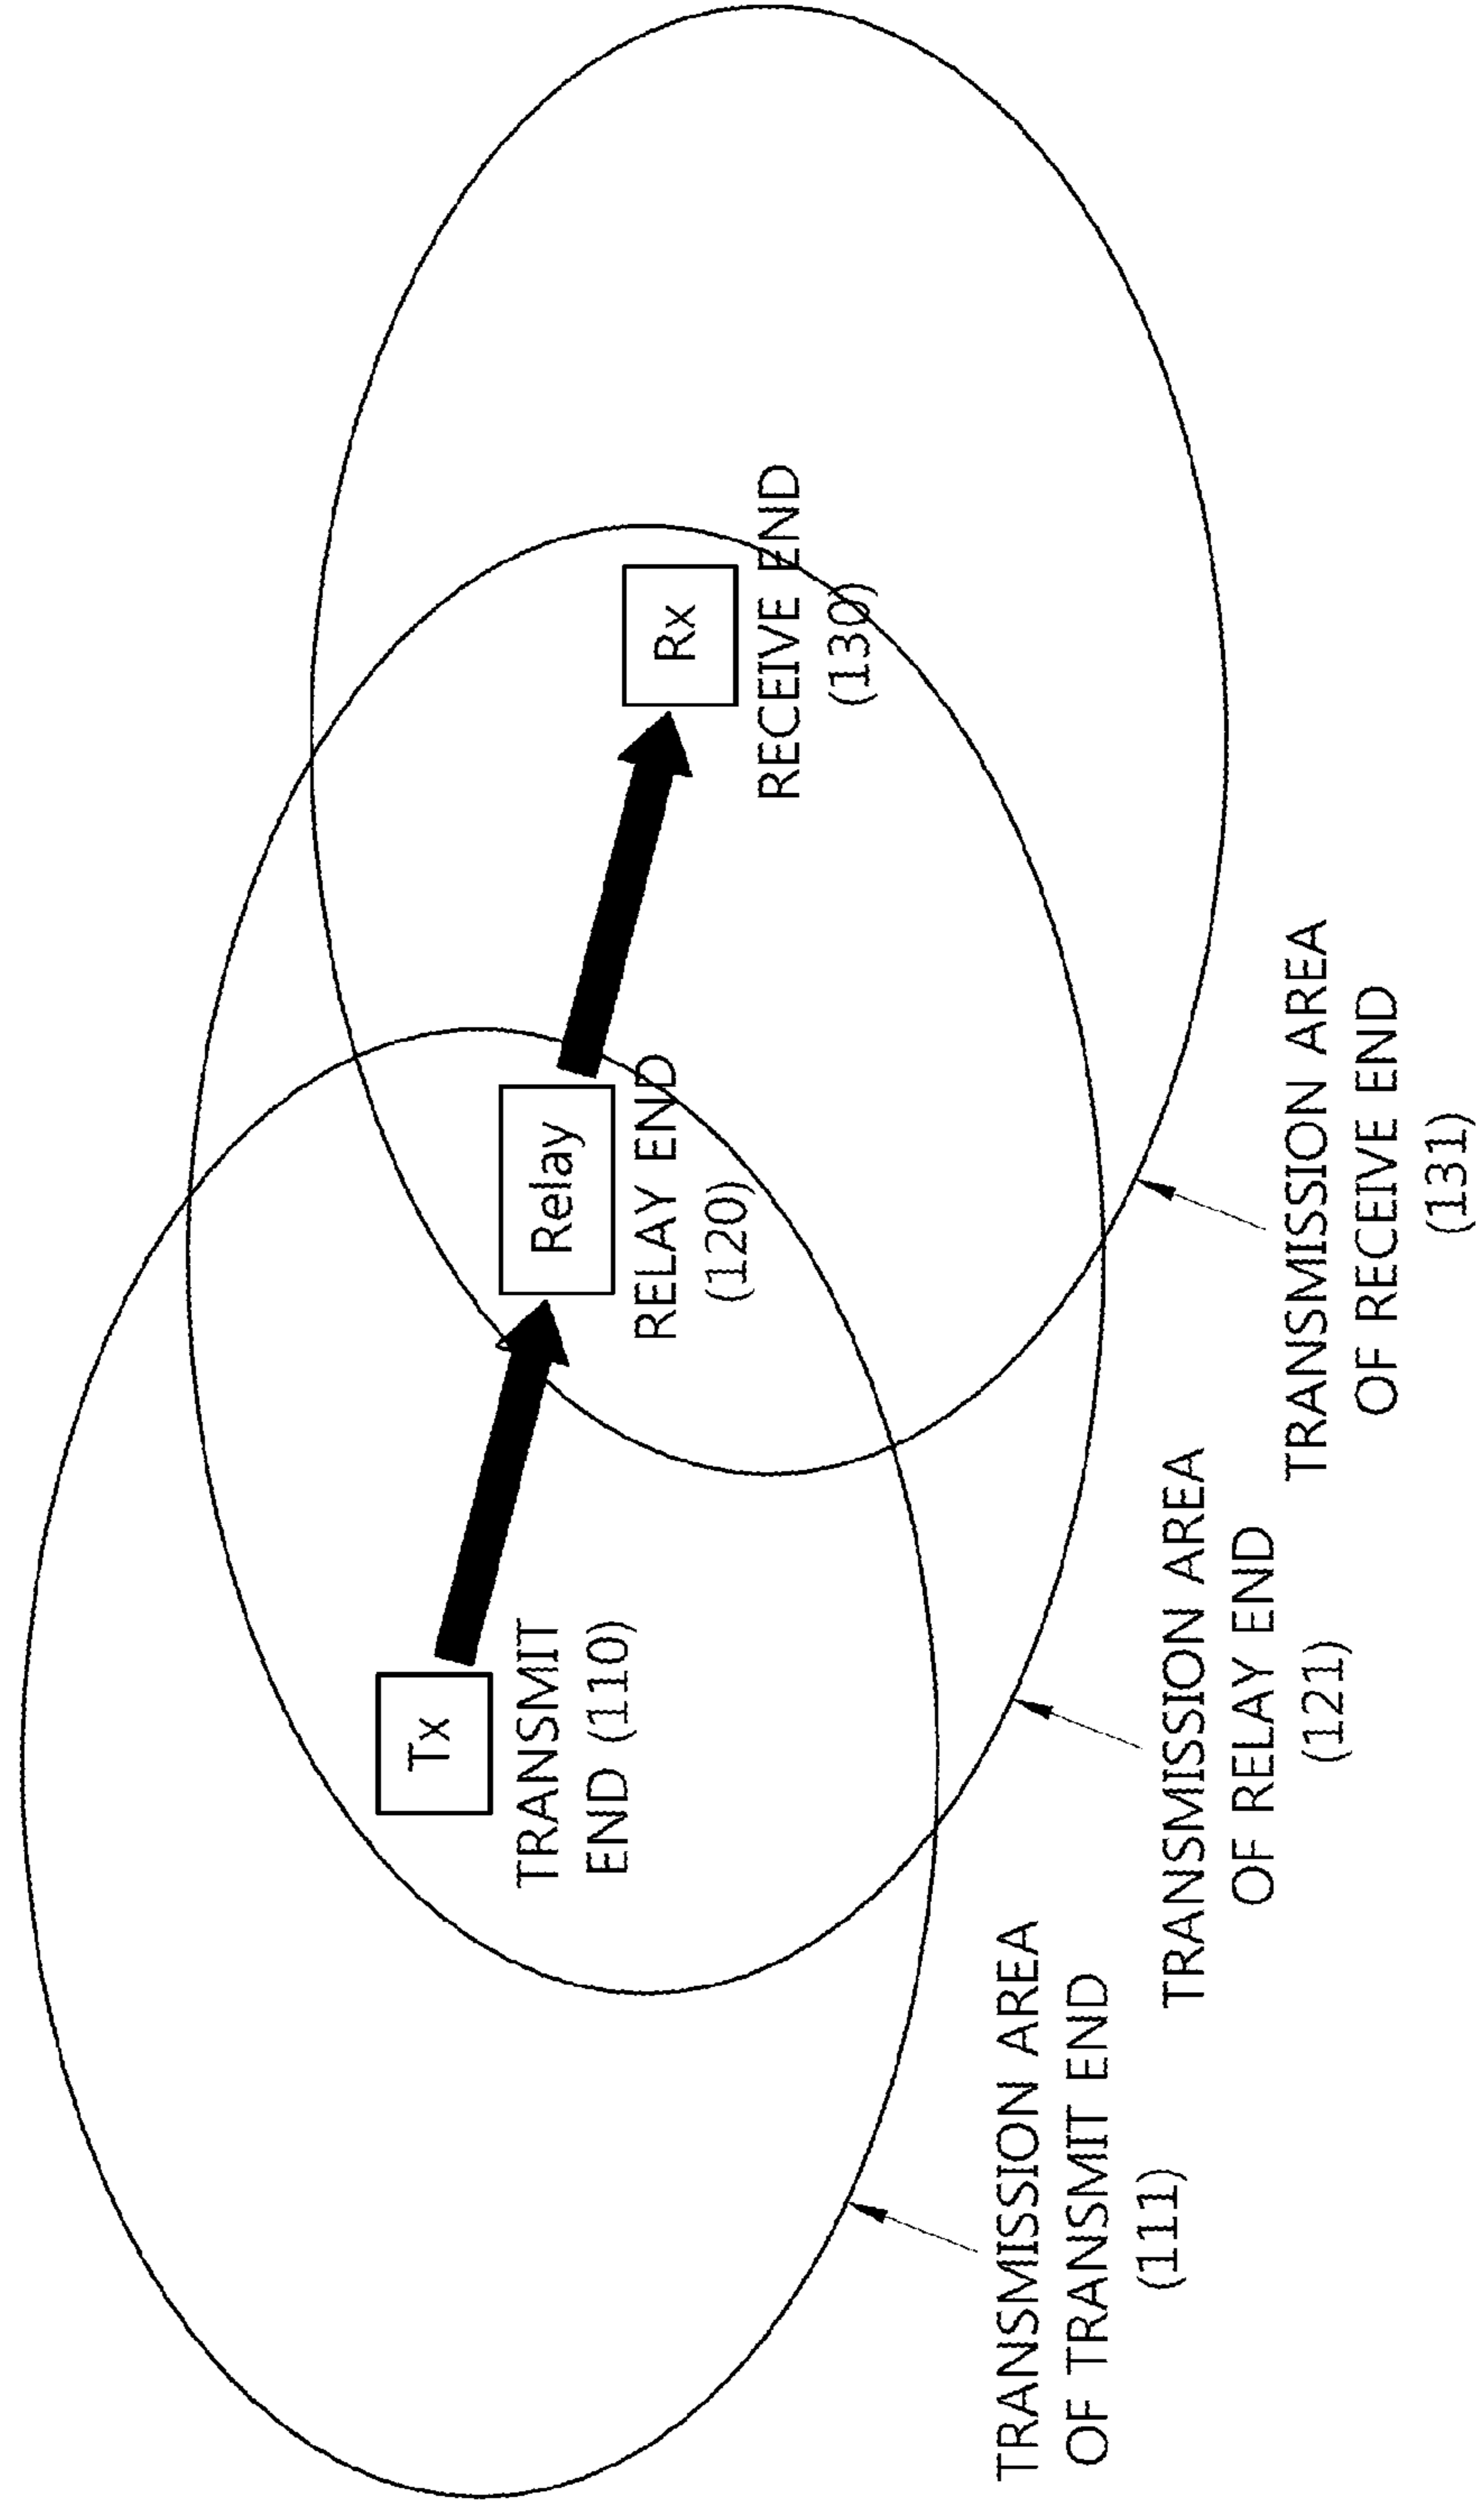 Tx
TRANSMIT
END (110)
Relay
RELAY END
(120)
Rx
RECEIVE END
(130)
TRANSMISSION AREA
OF TRANSMIT END
(111)
TRANSMISSION AREA
OF RELAY END
(121)
TRANSMISSION AREA
OF RECEIVE END
(131)